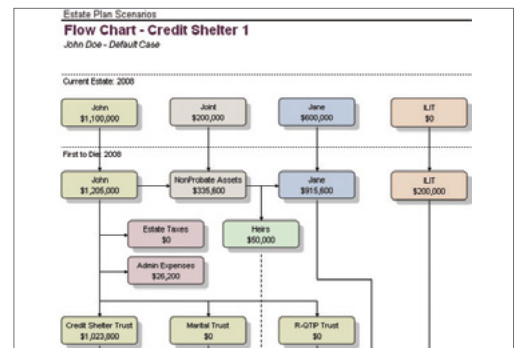 Estate Plan Scenarios
Flow Chart - Credit Shelter 1
John Doe - Default Case
Current Estate: 2008
John
$1,100,000
Joint
$200,000
Jane
$600,000
ILIT
$0
First to Die: 2008
John
$1,205,000
NonProbate Assets
$335,600
Jane
$915,600
ILIT
$200,000
Estate Taxes
$0
Heirs
$50,000
Admin Expenses
$26,200
Credit Shelter Trust
$1,023,800
Marital Trust
$0
R-QTIP Trust
$0